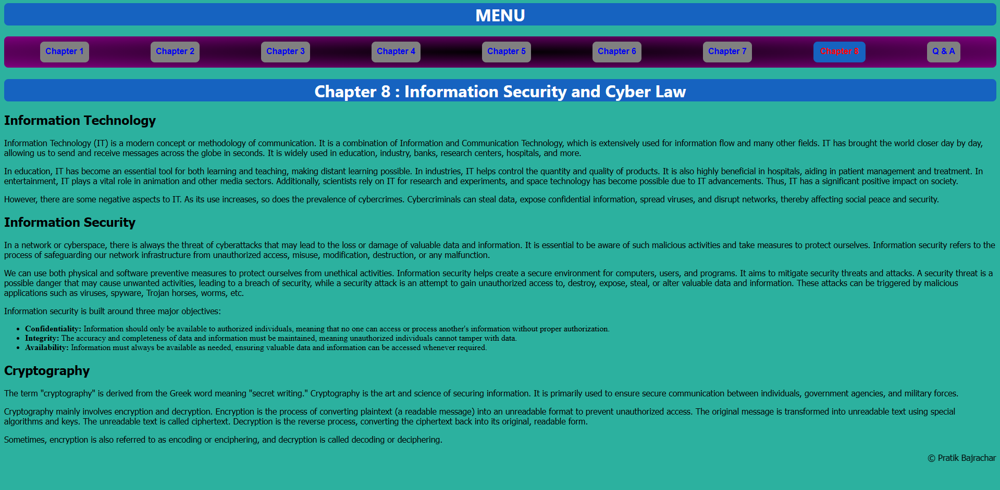 MENU
Chapter 1
Chapter 2
Chapter 3
Chapter 4
Chapter 5
Chapter 6
Chapter 7
Chapter 8
Q & A
Chapter 8 : Information Security and Cyber Law
Information Technology
Information Technology (IT) is a modern concept or methodology of communication. It is a combination of Information and Communication Technology, which is extensively used for information flow and many other fields. IT has brought the world closer day by day,
allowing us to send and receive messages across the globe in seconds. It is widely used in education, industry, banks, research centers, hospitals, and more.
In education, IT has become an essential tool for both learning and teaching, making distant learning possible. In industries, IT helps control the quantity and quality of products. It is also highly beneficial in hospitals, aiding in patient management and treatment. In
entertainment, IT plays a vital role in animation and other media sectors. Additionally, scientists rely on IT for research and experiments, and space technology has become possible due to IT advancements. Thus, IT has a significant positive impact on society.
However, there are some negative aspects to IT. As its use increases, so does the prevalence of cybercrimes. Cybercriminals can steal data, expose confidential information, spread viruses, and disrupt networks, thereby affecting social peace and security.
Information Security
In a network or cyberspace, there is always the threat of cyberattacks that may lead to the loss or damage of valuable data and information. It is essential to be aware of such malicious activities and take measures to protect ourselves. Information security refers to the
process of safeguarding our network infrastructure from unauthorized access, misuse, modification, destruction, or any malfunction.
We can use both physical and software preventive measures to protect ourselves from unethical activities. Information security helps create a secure environment for computers, users, and programs. It aims to mitigate security threats and attacks. A security threat is a
possible danger that may cause unwanted activities, leading to a breach of security, while a security attack is an attempt to gain unauthorized access to, destroy, expose, steal, or alter valuable data and information. These attacks can be triggered by malicious
applications such as viruses, spyware, Trojan horses, worms, etc.
Information security is built around three major objectives:
• Confidentiality: Information should only be available to authorized individuals, meaning that no one can access or process another's information without proper authorization.
• Integrity: The accuracy and completeness of data and information must be maintained, meaning unauthorized individuals cannot tamper with data.
• Availability: Information must always be available as needed, ensuring valuable data and information can be accessed whenever required.
Cryptography
The term "cryptography" is derived from the Greek word meaning "secret writing." Cryptography is the art and science of securing information. It is primarily used to ensure secure communication between individuals, government agencies, and military forces.
Cryptography mainly involves encryption and decryption. Encryption is the process of converting plaintext (a readable message) into an unreadable format to prevent unauthorized access. The original message is transformed into unreadable text using special
algorithms and keys. The unreadable text is called ciphertext. Decryption is the reverse process, converting the ciphertext back into its original, readable form.
Sometimes, encryption is also referred to as encoding or enciphering, and decryption is called decoding or deciphering.
© Pratik Bajrachar